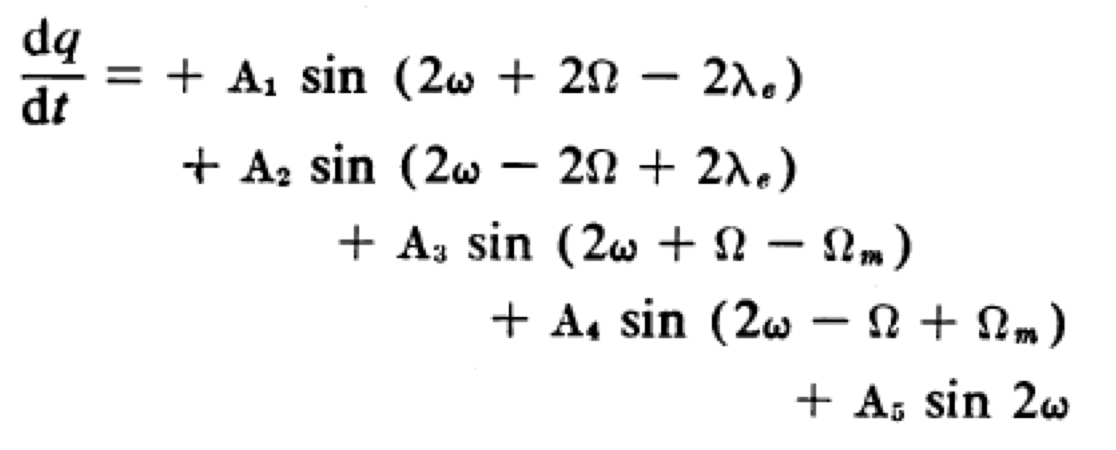 dq/dt = + A₁ sin (2ω + 2Ω − 2λₑ)
+ A₂ sin (2ω − 2Ω + 2λₑ)
+ A₃ sin (2ω + Ω − Ωₘ)
+ A₄ sin (2ω − Ω + Ωₘ)
+ A₅ sin 2ω